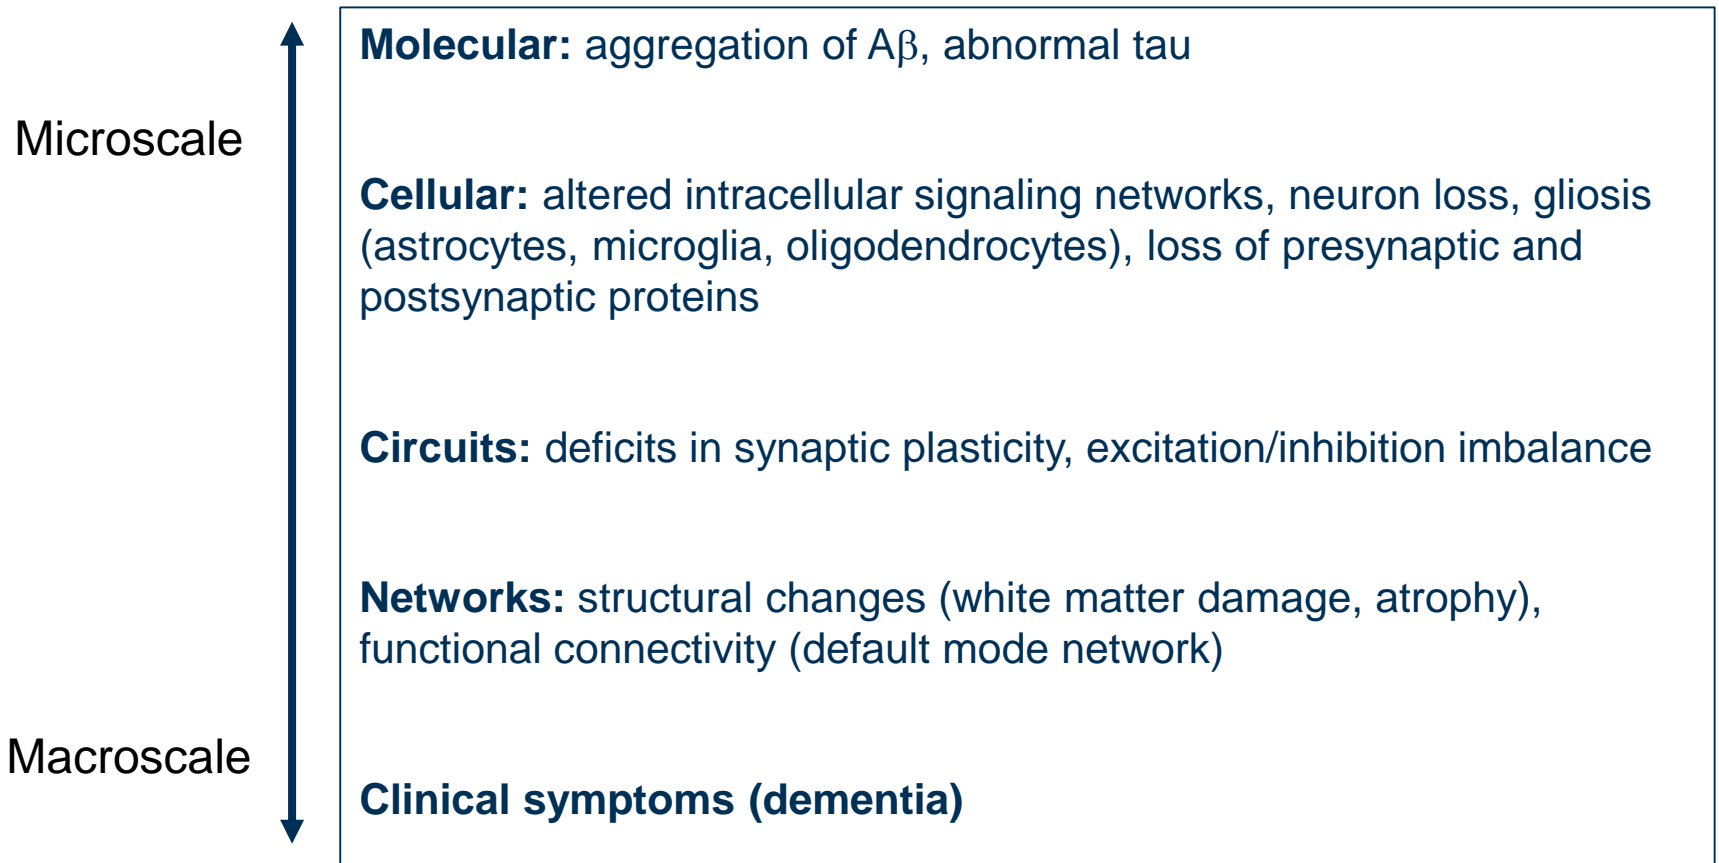 Microscale
Macroscale
Molecular: aggregation of Aβ, abnormal tau
Cellular: altered intracellular signaling networks, neuron loss, gliosis
(astrocytes, microglia, oligodendrocytes), loss of presynaptic and
postsynaptic proteins
Circuits: deficits in synaptic plasticity, excitation/inhibition imbalance
Networks: structural changes (white matter damage, atrophy),
functional connectivity (default mode network)
Clinical symptoms (dementia)